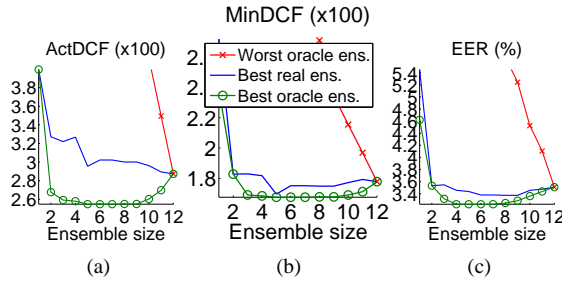 MinDCF (x100)
ActDCF (x100)
EER (%)
Worst oracle ens.
Best real ens.
Best oracle ens.
3.8
3.6
3.4
3.2
3
2.8
2.6
2 4 6 8 10 12
Ensemble size
(a)
2.
2.
2
1.8
2 4 6 8 10 12
Ensemble size
(b)
5.4
5.2
5
4.8
4.6
4.4
4.2
4
3.8
3.6
3.4
2 4 6 8 10 12
Ensemble size
(c)